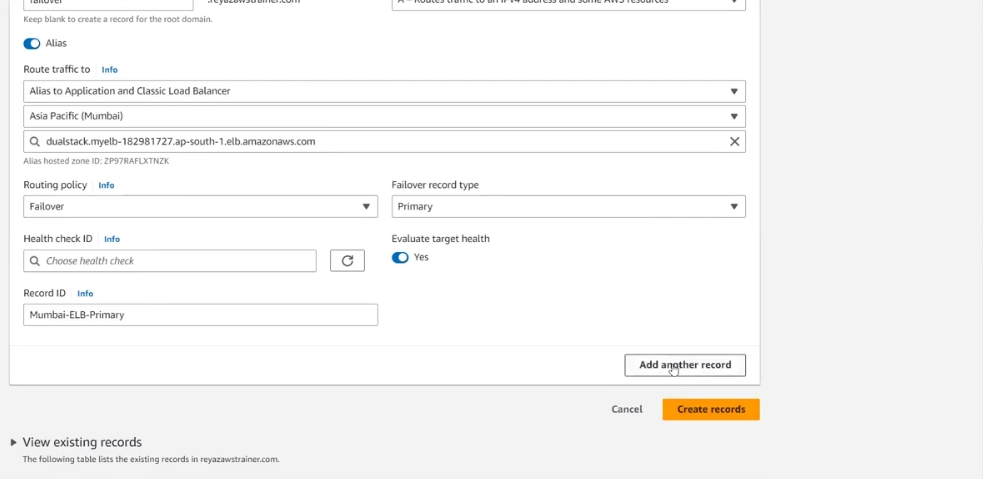 failover .reyazawstrainer.com A – Routes traffic to an IPv4 address and some AWS resources
Keep blank to create a record for the root domain.
Alias
Route traffic to Info
Alias to Application and Classic Load Balancer
Asia Pacific (Mumbai)
dualstack.myelb-182981727.ap-south-1.elb.amazonaws.com
Alias hosted zone ID: ZP97RAFLXTNZK
Routing policy Info Failover record type
Failover Primary
Health check ID Info Evaluate target health
Choose health check Yes
Record ID Info
Mumbai-ELB-Primary
Add another record
Cancel Create records
View existing records
The following table lists the existing records in reyazawstrainer.com.